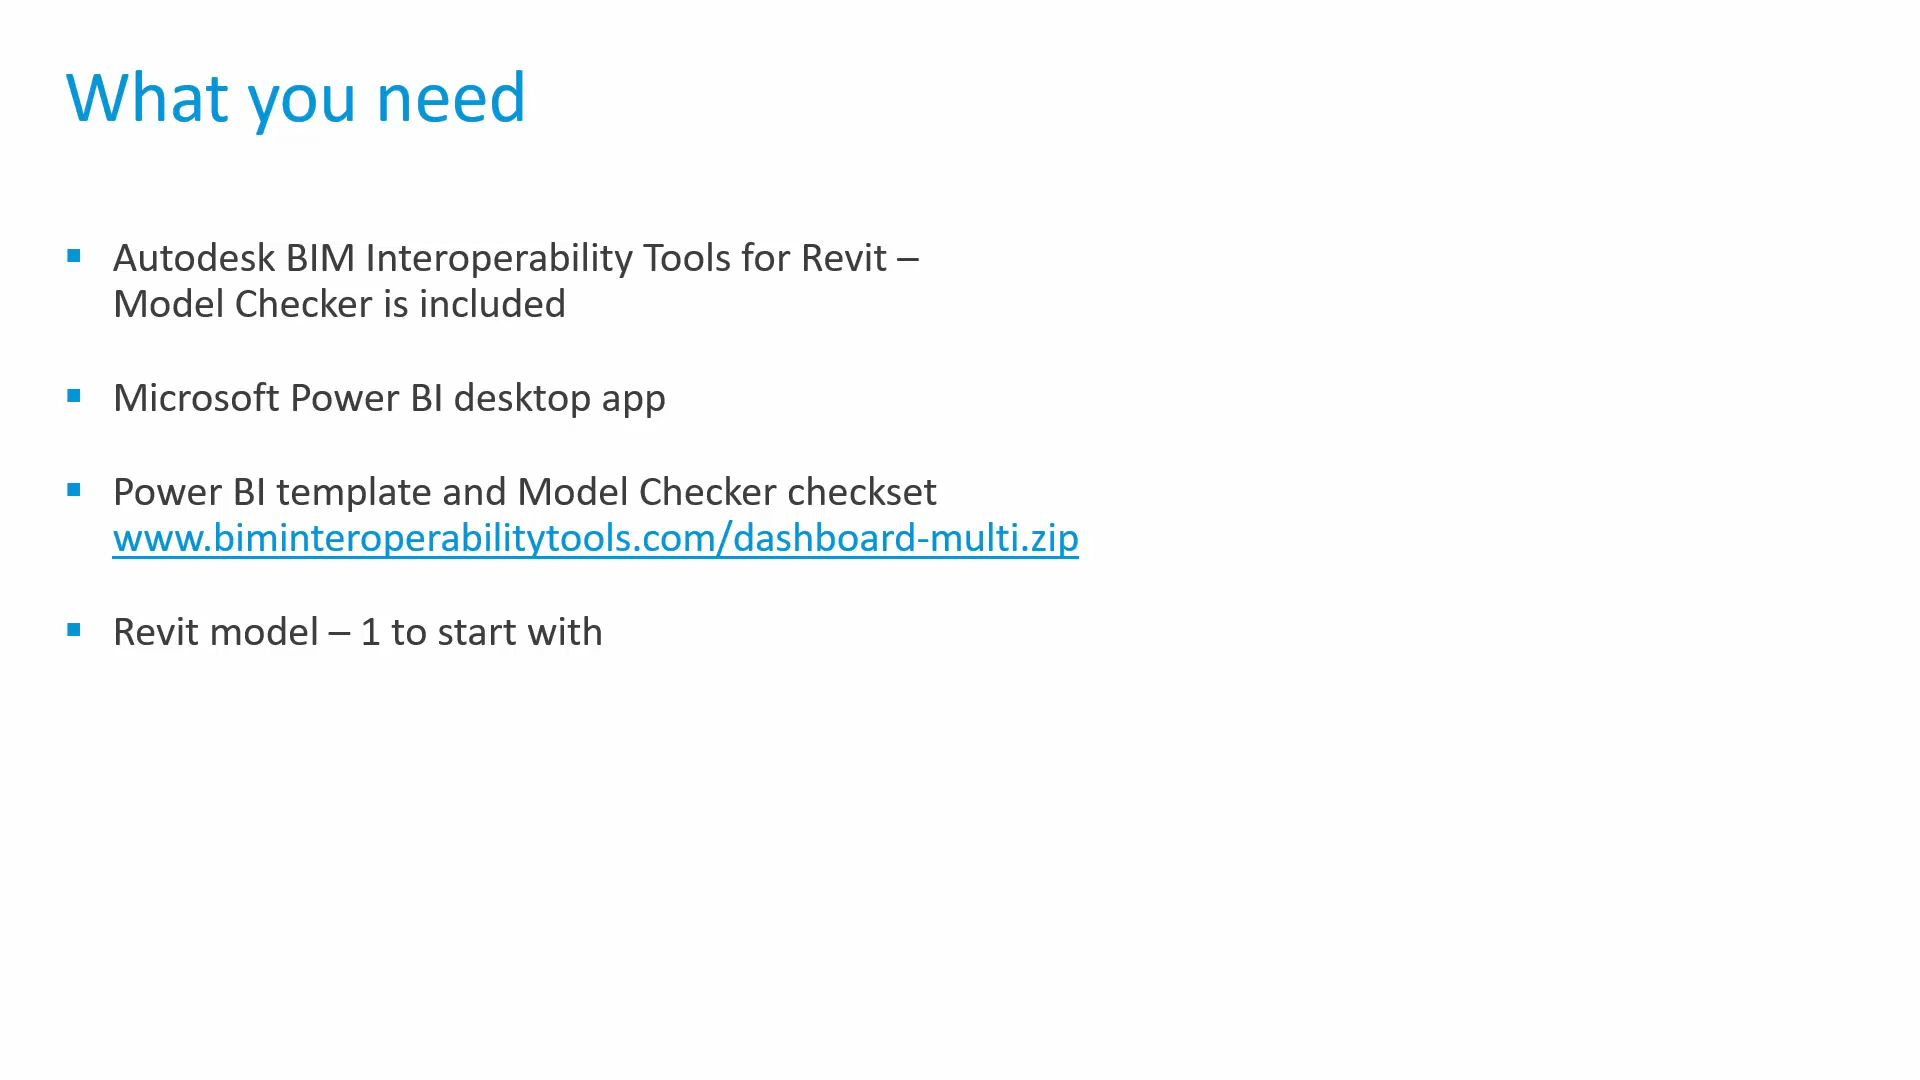 What you need
Autodesk BIM Interoperability Tools for Revit –
Model Checker is included
Microsoft Power BI desktop app
Power BI template and Model Checker checkset
www.biminteroperabilitytools.com/dashboard-multi.zip
Revit model – 1 to start with